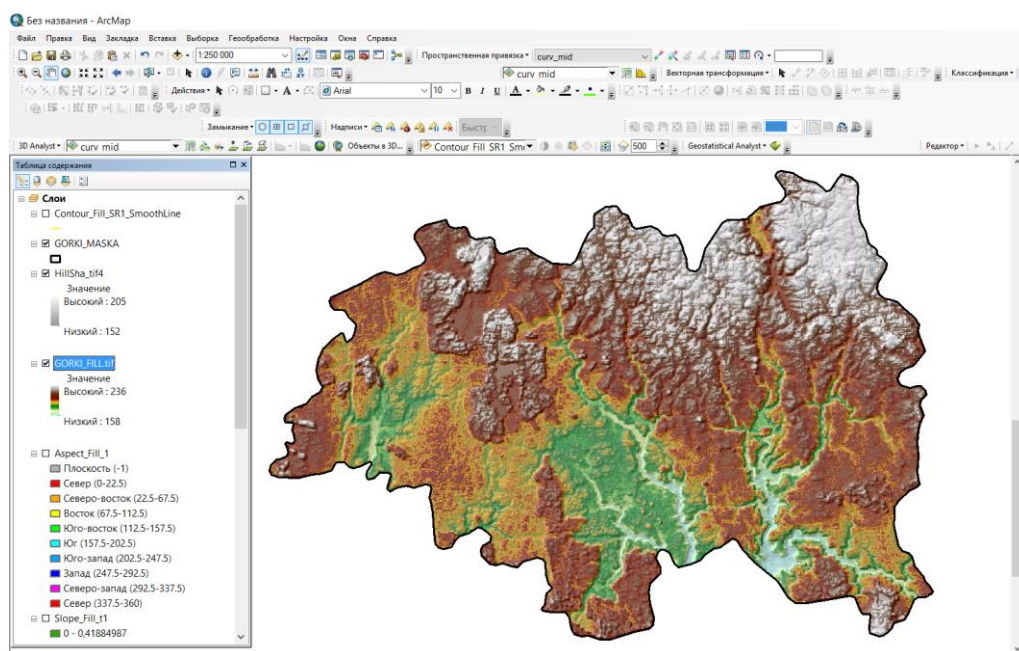 Без названия - ArcMap
Файл Правка Вид Закладка Вставка Выборка Геообработка Настройка Окна Справка
1:250 000 Пространственная привязка curv_mid
curv mid Векторная трансформация Классификация
Действия Arial 10 B I U A
Замыкание Надписи Быстр
3D Analyst curv mid Объекты в 3D... Contour Fill SR1 Smo 500 Geostatistical Analyst Редактор
Таблица содержания
Слои
Contour_Fill_SR1_SmoothLine
GORKI_MASKA
HillSha_tif4
Значение
Высокий : 205
Низкий : 152
GORKI_FILL.tif
Значение
Высокий : 236
Низкий : 158
Aspect_Fill_1
Плоскость (-1)
Север (0-22.5)
Северо-восток (22.5-67.5)
Восток (67.5-112.5)
Юго-восток (112.5-157.5)
Юг (157.5-202.5)
Юго-запад (202.5-247.5)
Запад (247.5-292.5)
Северо-запад (292.5-337.5)
Север (337.5-360)
Slope_Fill_t1
0 - 0,41884987